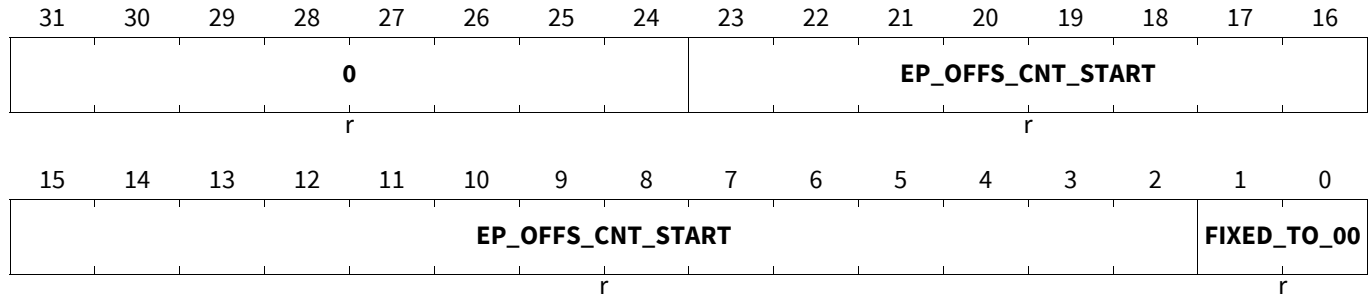 31 30 29 28 27 26 25 24 23 22 21 20 19 18 17 16
0 EP_OFFS_CNT_START
r r
15 14 13 12 11 10 9 8 7 6 5 4 3 2 1 0
EP_OFFS_CNT_START FIXED_TO_00
r r